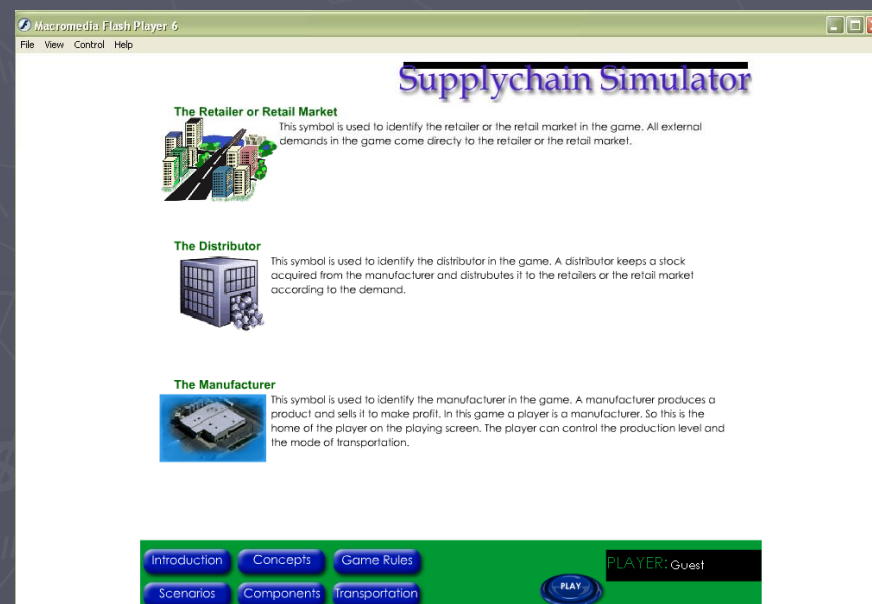 Macromedia Flash Player 6
File View Control Help
Supplychain Simulator
The Retailer or Retail Market
This symbol is used to identify the retailer or the retail market in the game. All external
demands in the game come directy to the retailer or the retail market.
The Distributor
This symbol is used to identify the distributor in the game. A distributor keeps a stock
acquired from the manufacturer and distrubutes it to the retailers or the retail market
according to the demand.
The Manufacturer
This symbol is used to identify the manufacturer in the game. A manufacturer produces a
product and sells it to make profit. In this game a player is a manufacturer. So this is the
home of the player on the playing screen. The player can control the production level and
the mode of transportation.
Introduction Concepts Game Rules
PLAYER: Guest
Scenarios Components Transportation
PLAY